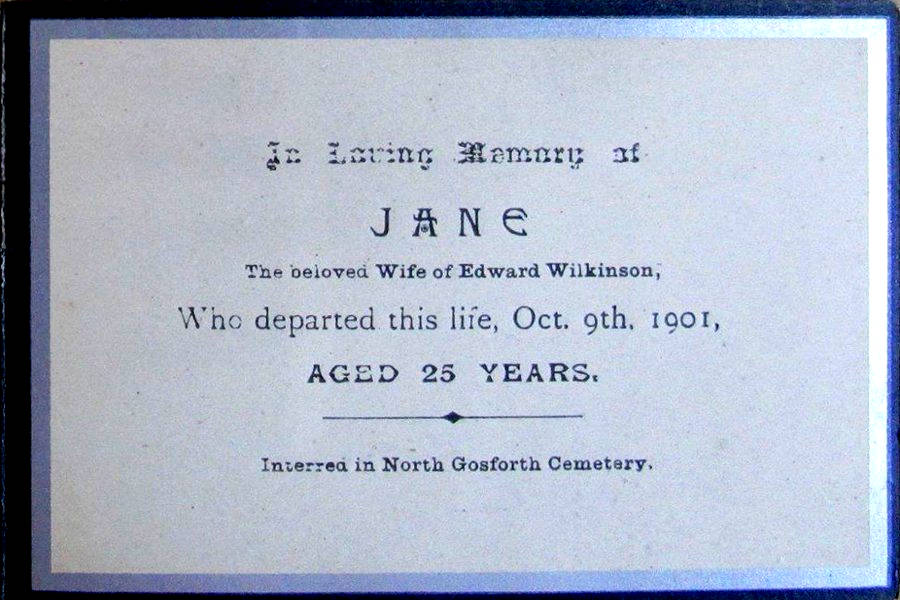 In Loving Memory of
JANE
The beloved Wife of Edward Wilkinson,
Who departed this life, Oct. 9th, 1901,
AGED 25 YEARS.
Interred in North Gosforth Cemetery.